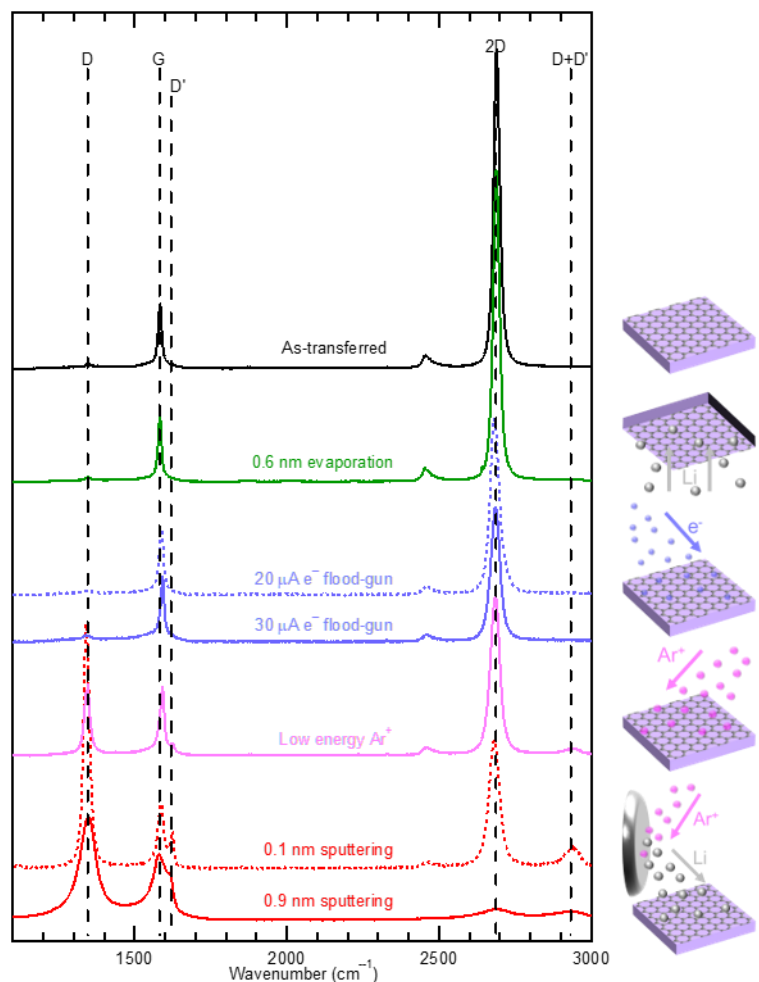 D
G
D'
2D
D+D'
As-transferred
0.6 nm evaporation
20 μA e⁻ flood-gun
30 μA e⁻ flood-gun
Low energy Ar⁺
0.1 nm sputtering
0.9 nm sputtering
1500
2000
2500
3000
Wavenumber (cm⁻¹)
Li
e⁻
Ar⁺
Ar⁺
Li